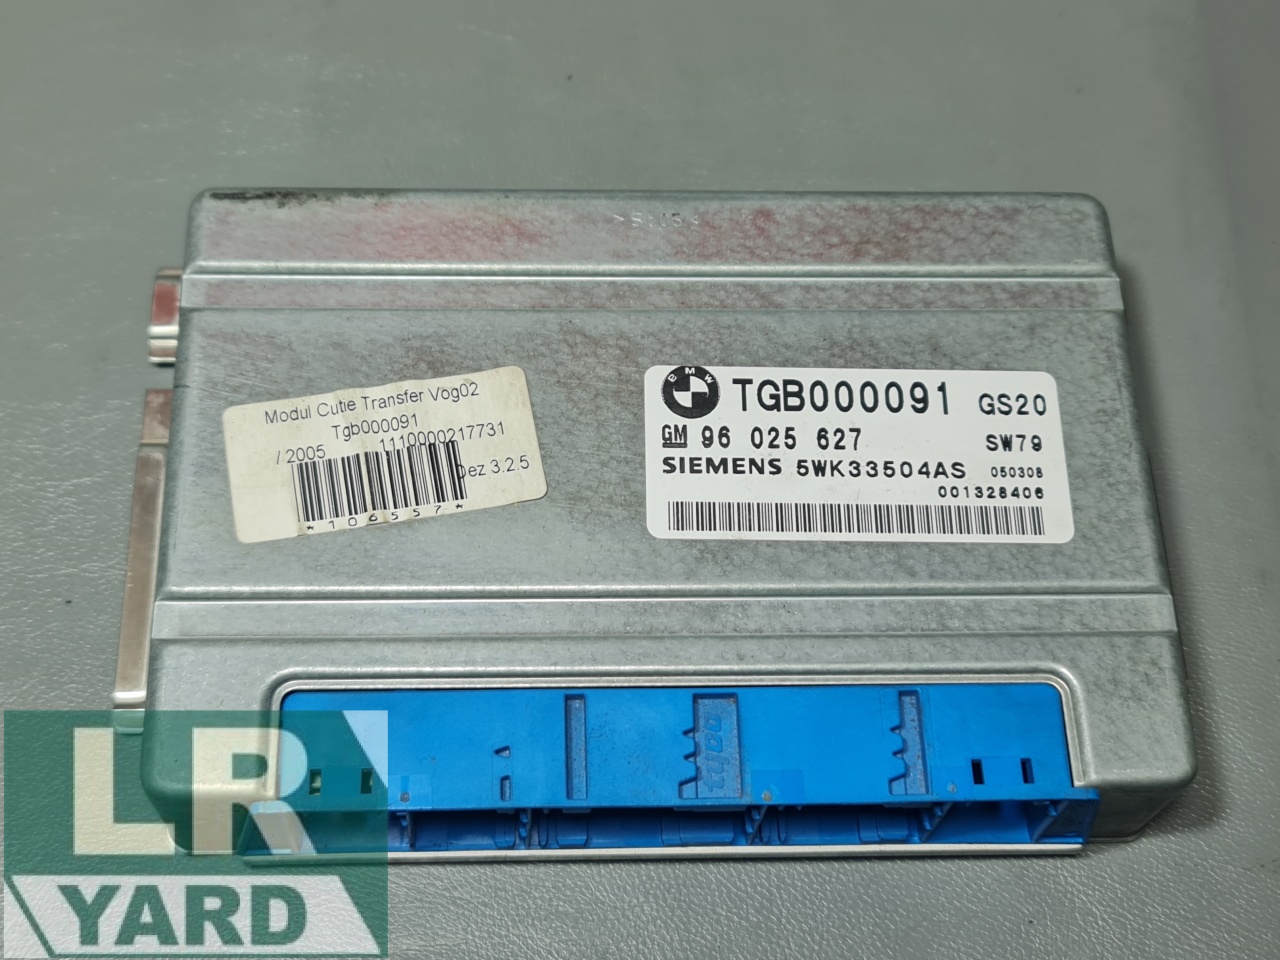 Modul Cutie Transfer Vog02
Tgb000091
/ 2005 1110000217731
Dez 3.2.5
*106557*
BMW
TGB000091 GS20
GM 96 025 627 SW79
SIEMENS 5WK33504AS 050308
001328406
LR
YARD